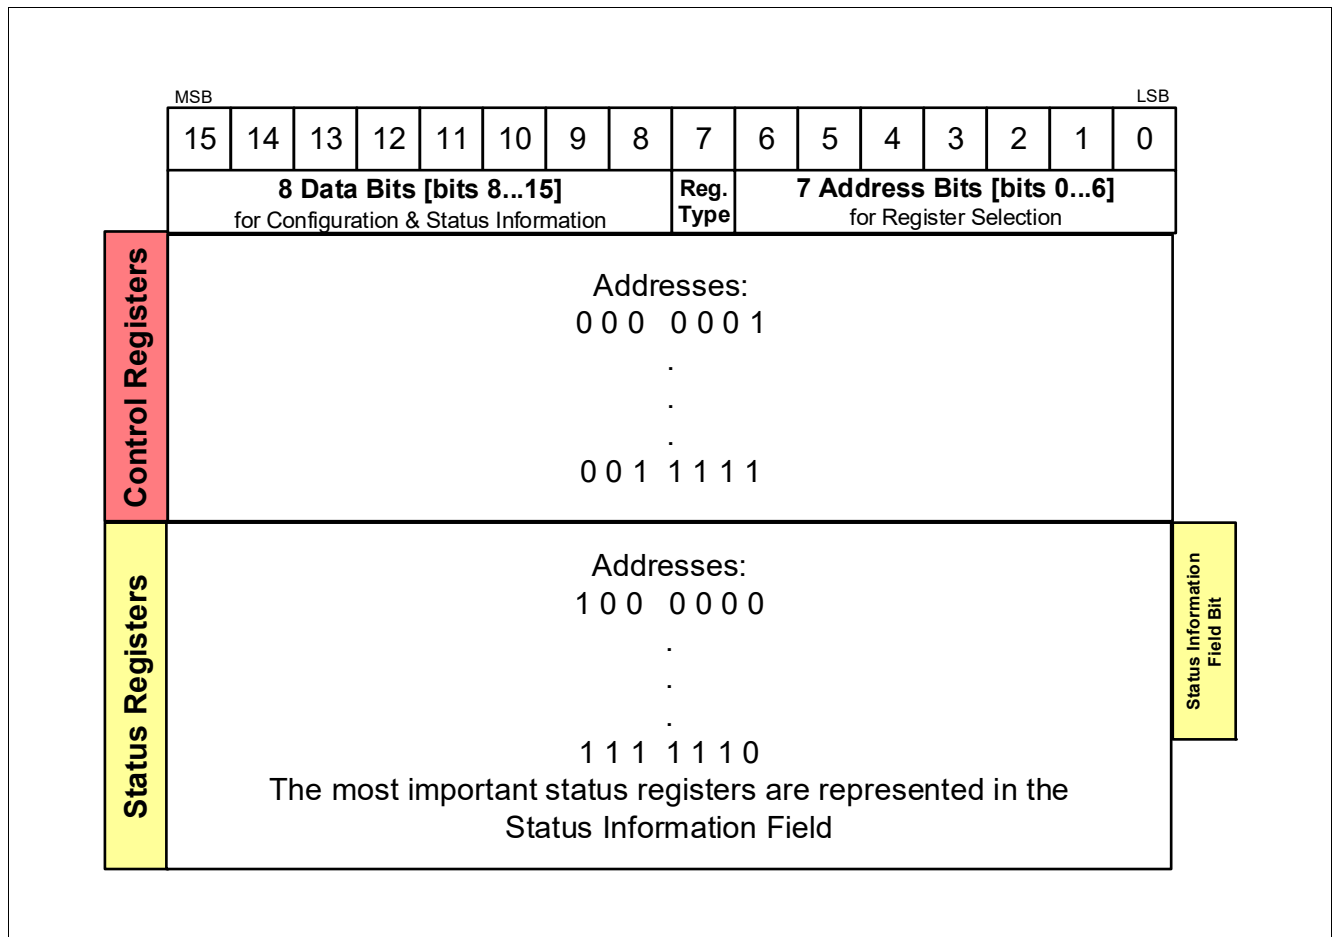 MSB
LSB
15 14 13 12 11 10 9 8 7 6 5 4 3 2 1 0
8 Data Bits [bits 8...15]
for Configuration & Status Information
Reg.
Type
7 Address Bits [bits 0...6]
for Register Selection
Control Registers
Addresses:
0 0 0 0 0 0 1
.
.
.
0 0 1 1 1 1 1
Status Registers
Addresses:
1 0 0 0 0 0 0
.
.
.
1 1 1 1 1 1 0
The most important status registers are represented in the
Status Information Field
Status Information
Field Bit